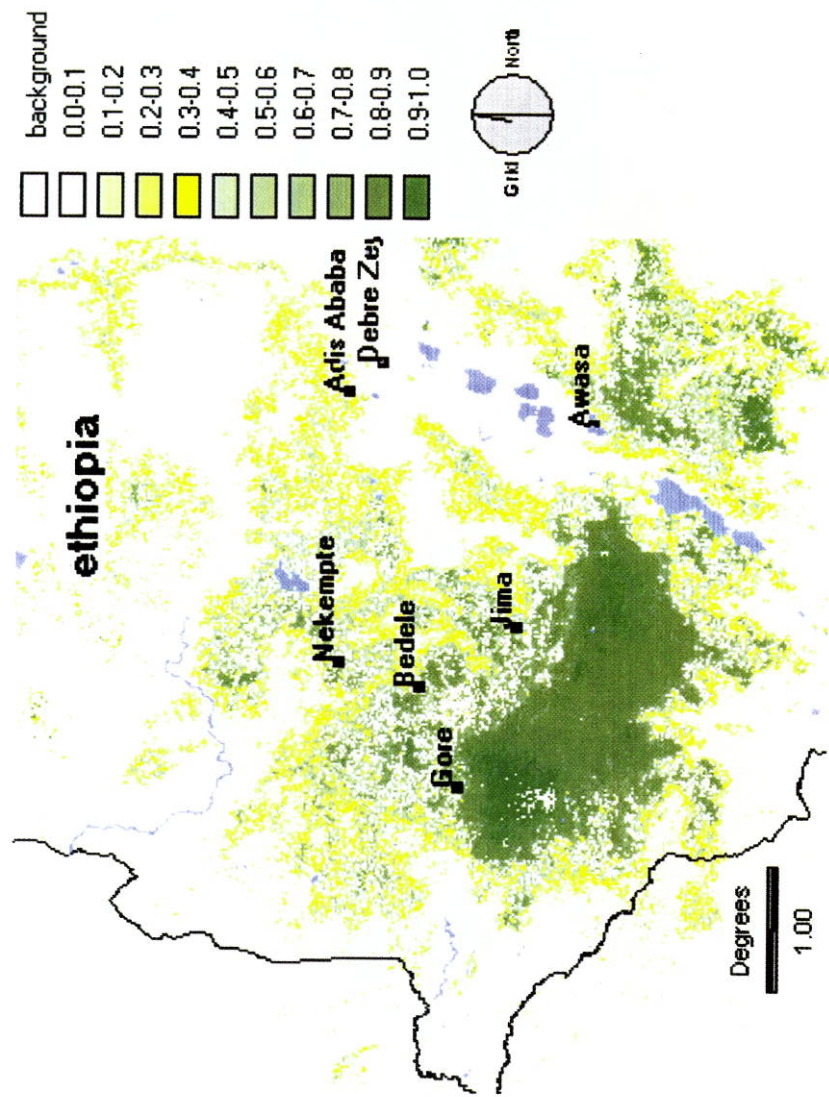 ethiopia
Adis Ababa
Debre Zey
Nekempte
Bedele
Gore
Jima
Awasa
background
0.0-0.1
0.1-0.2
0.2-0.3
0.3-0.4
0.4-0.5
0.5-0.6
0.6-0.7
0.7-0.8
0.8-0.9
0.9-1.0
Grid
North
Degrees
1.00